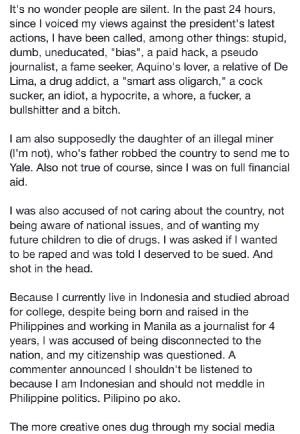 It's no wonder people are silent. In the past 24 hours,
since I voiced my views against the president's latest
actions, I have been called, among other things: stupid,
dumb, uneducated, "bias", a paid hack, a pseudo
journalist, a fame seeker, Aquino's lover, a relative of De
Lima, a drug addict, a "smart ass oligarch," a cock
sucker, an idiot, a hypocrite, a whore, a fucker, a
bullshitter and a bitch.

I am also supposedly the daughter of an illegal miner
(I'm not), who's father robbed the country to send me to
Yale. Also not true of course, since I was on full financial
aid.

I was also accused of not caring about the country, not
being aware of national issues, and of wanting my
future children to die of drugs. I was asked if I wanted
to be raped and was told I deserved to be sued. And
shot in the head.

Because I currently live in Indonesia and studied abroad
for college, despite being born and raised in the
Philippines and working in Manila as a journalist for 4
years, I was accused of being disconnected to the
nation, and my citizenship was questioned. A
commenter announced I shouldn't be listened to
because I am Indonesian and should not meddle in
Philippine politics. Pilipino po ako.

The more creative ones dug through my social media